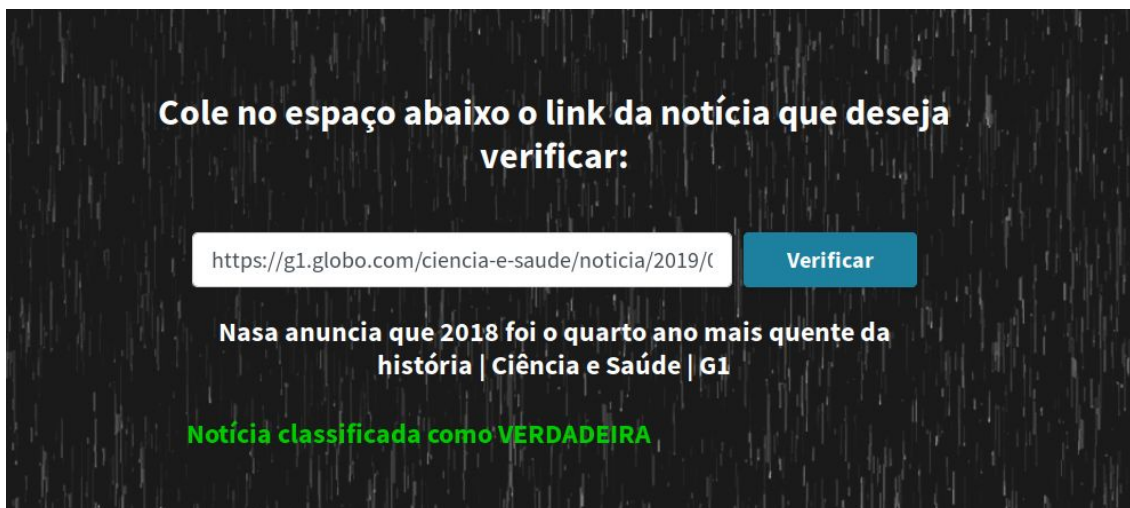 Cole no espaço abaixo o link da notícia que deseja
verificar:
https://g1.globo.com/ciencia-e-saude/noticia/2019/
Verificar
Nasa anuncia que 2018 foi o quarto ano mais quente da
história | Ciência e Saúde | G1
Notícia classificada como VERDADEIRA